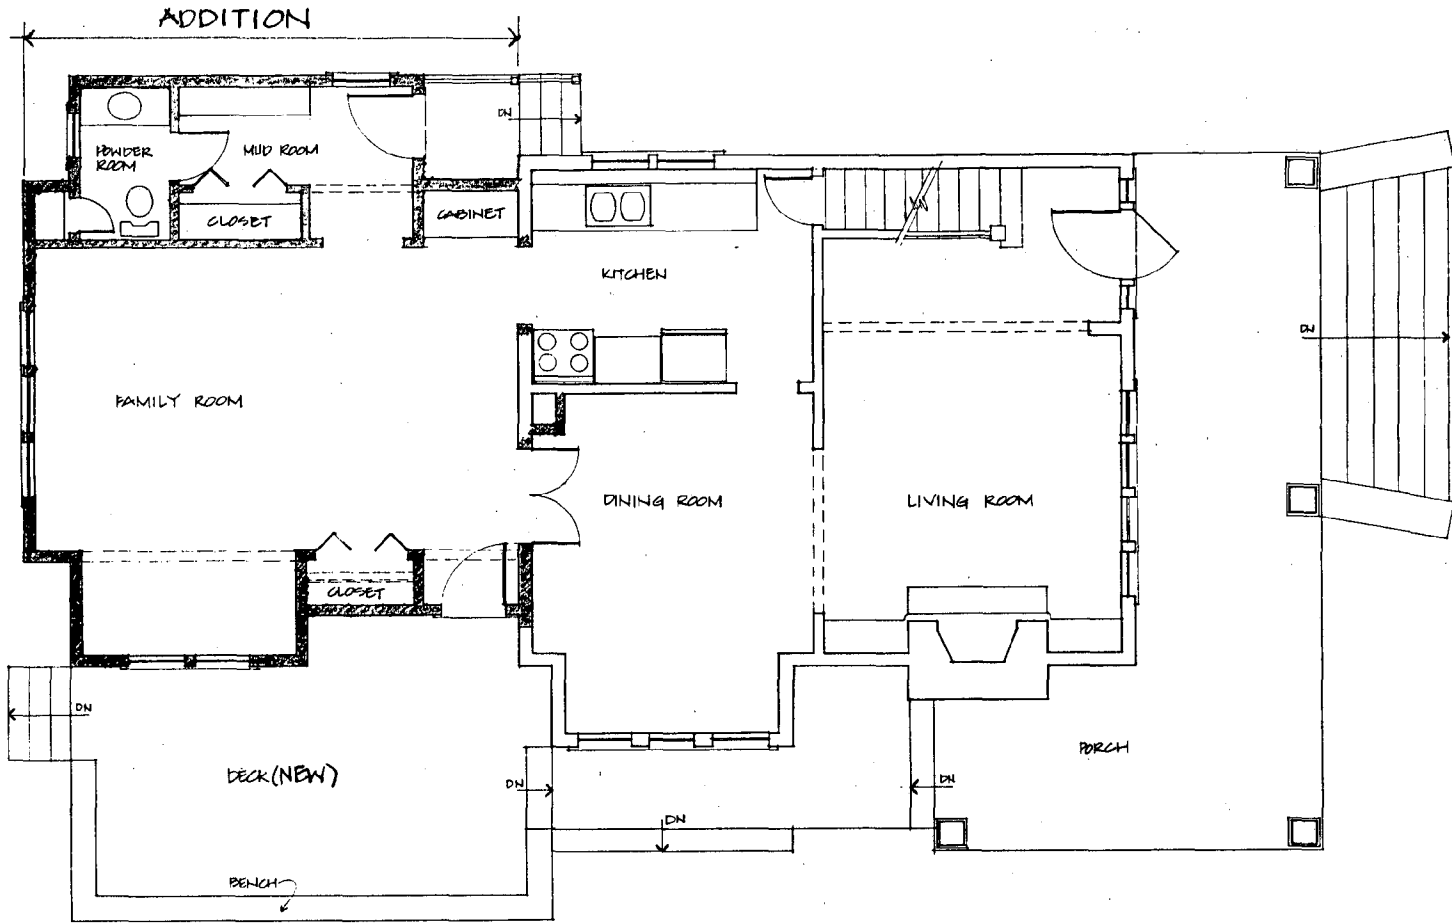 ADDITION
DN
POWDER
ROOM
MUD ROOM
CLOSET
CABINET
KITCHEN
DN
FAMILY ROOM
DINING ROOM
LIVING ROOM
CLOSET
DN
DECK (NEW)
DN
DN
DN
PORCH
BENCH